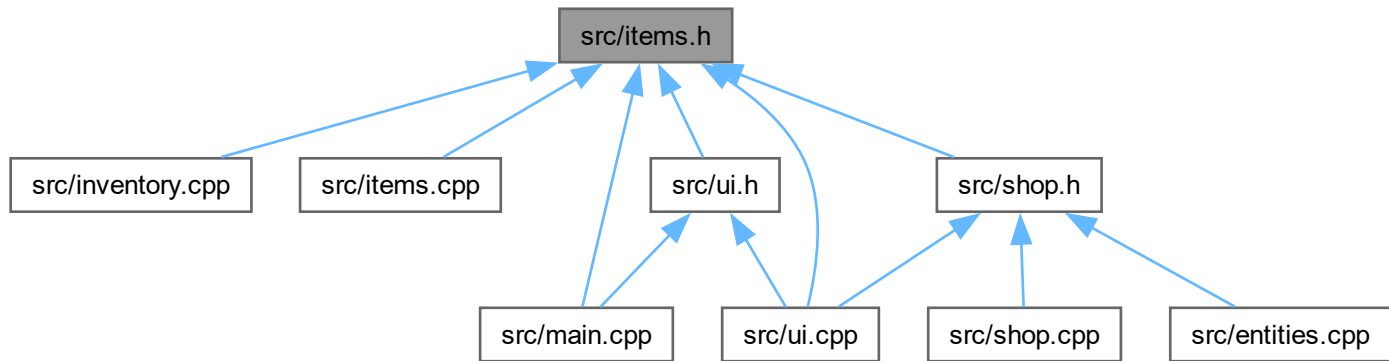 src/items.h
src/inventory.cpp
src/items.cpp
src/ui.h
src/shop.h
src/main.cpp
src/ui.cpp
src/shop.cpp
src/entities.cpp